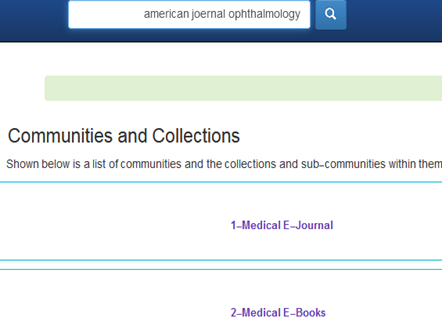 american joernal ophthalmology
Communities and Collections
Shown below is a list of communities and the collections and sub-communities within them
1-Medical E-Journal
2-Medical E-Books